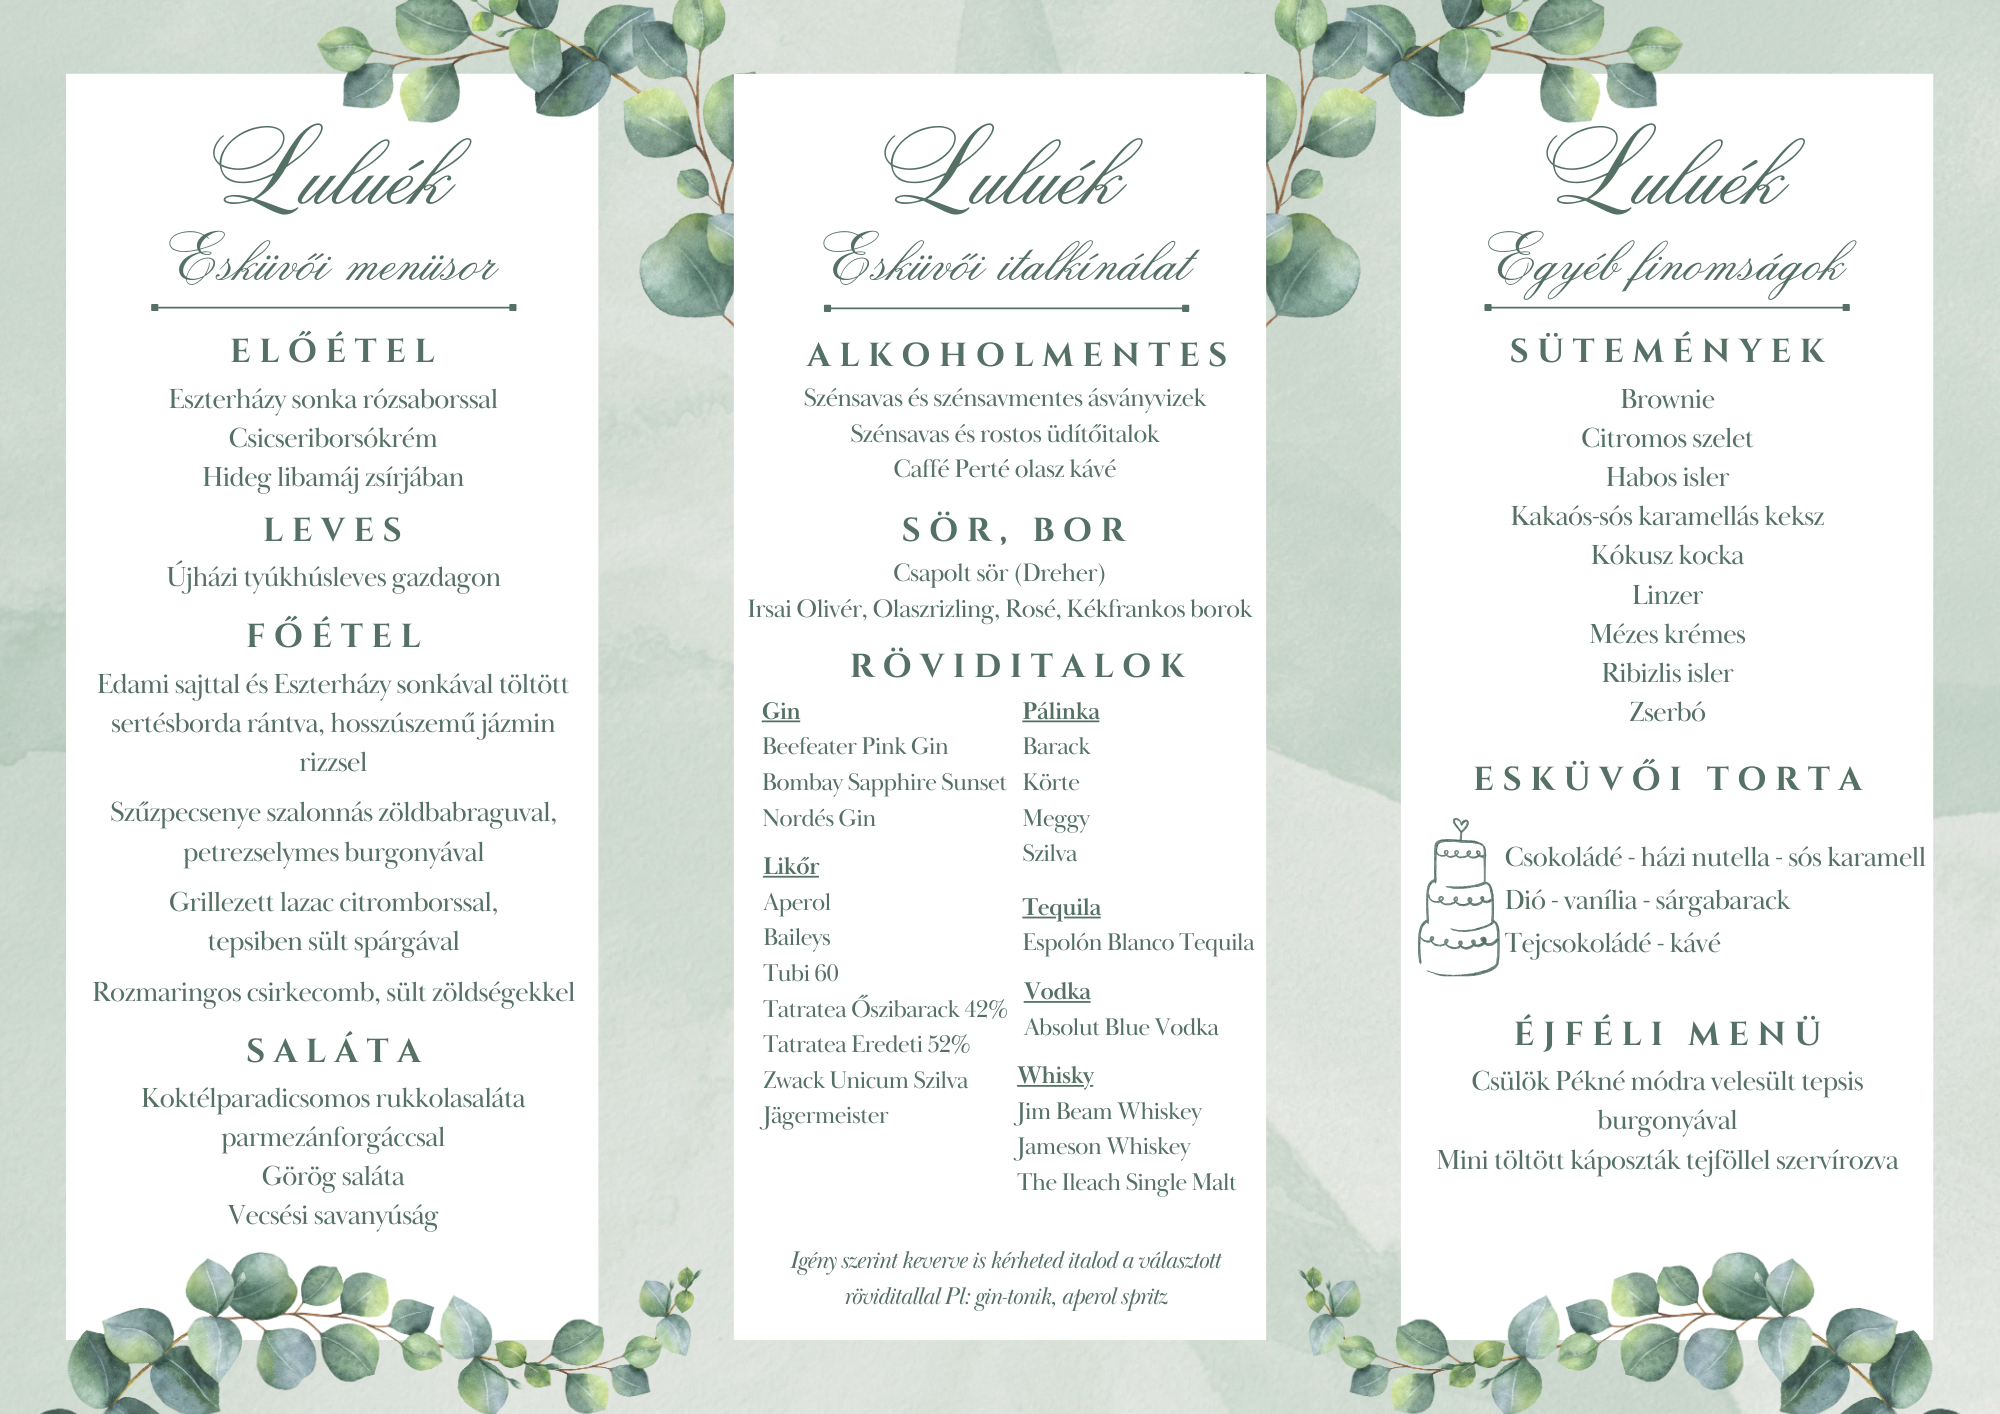 Luluék
Esküvői menüsor
ELŐÉTEL
Eszterházy sonka rózsaborssal
Csicseriborsókrém
Hideg libamáj zsírjában
LEVES
Újházi tyúkhúsleves gazdagon
FŐÉTEL
Edami sajttal és Eszterházy sonkával töltött
sertésborda rántva, hosszúszemű jázmin
rizzsel
Szűzpecsenye szalonnás zöldbabraguval,
petrezselymes burgonyával
Grillezett lazac citromborssal,
tepsiben sült spárgával
Rozmaringos csirkecomb, sült zöldségekkel
SALÁTA
Koktélparadicsomos rukkolasaláta
parmezánforgáccsal
Görög saláta
Vecsési savanyúság
Luluék
Esküvői italkínálat
ALKOHOLMENTES
Szénsavas és szénsavmentes ásványvizek
Szénsavas és rostos üdítőitalok
Caffé Perté olasz kávé
SÖR, BOR
Csapolt sör (Dreher)
Irsai Olivér, Olaszrizling, Rosé, Kékfrankos borok
RÖVIDITALOK
Gin
Beefeater Pink Gin
Bombay Sapphire Sunset
Nordés Gin
Likőr
Aperol
Baileys
Tubi 60
Tatratea Őszibarack 42%
Tatratea Eredeti 52%
Zwack Unicum Szilva
Jägermeister
Pálinka
Barack
Körte
Meggy
Szilva
Tequila
Espolón Blanco Tequila
Vodka
Absolut Blue Vodka
Whisky
Jim Beam Whiskey
Jameson Whiskey
The Ileach Single Malt
Igény szerint keverve is kérheted italod a választott
röviditallal Pl: gin-tonik, aperol spritz
Luluék
Egyéb finomságok
SÜTEMÉNYEK
Brownie
Citromos szelet
Habos isler
Kakaós-sós karamellás keksz
Kókusz kocka
Linzer
Mézes krémes
Ribizlis isler
Zserbó
ESKÜVŐI TORTA
Csokoládé - házi nutella - sós karamell
Dió - vanília - sárgabarack
Tejcsokoládé - kávé
ÉJFÉLI MENÜ
Csülök Pékné módra velesült tepsis
burgonyával
Mini töltött káposzták tejföllel szervírozva